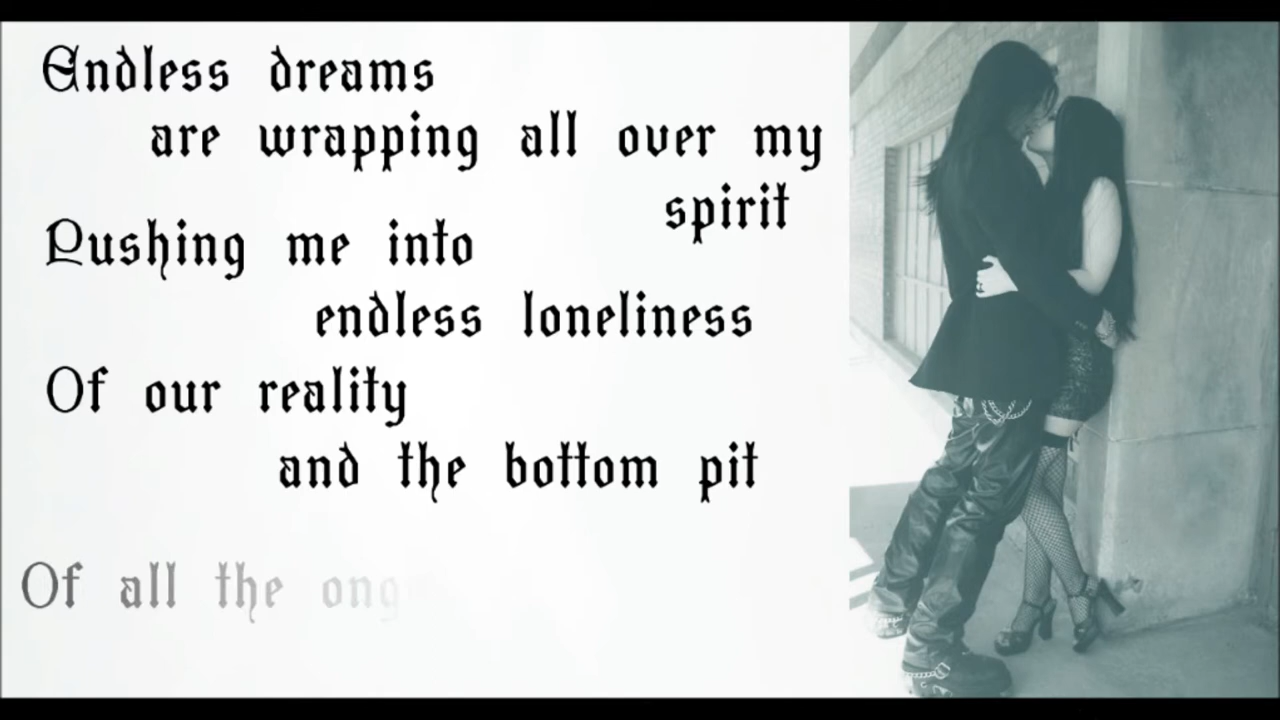 Endless dreams
are wrapping all over my
spirit
Pushing me into
endless loneliness
Of our reality
and the bottom pit
Of all the